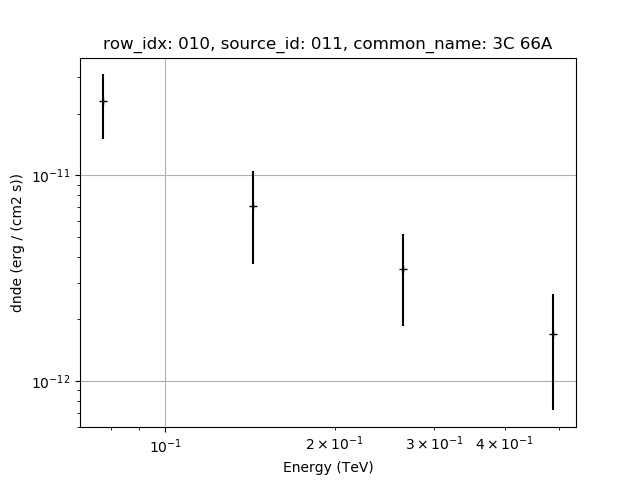 row_idx: 010, source_id: 011, common_name: 3C 66A
dnde (erg / (cm2 s))
10⁻¹¹
10⁻¹²
10⁻¹
2 × 10⁻¹
3 × 10⁻¹
4 × 10⁻¹
Energy (TeV)